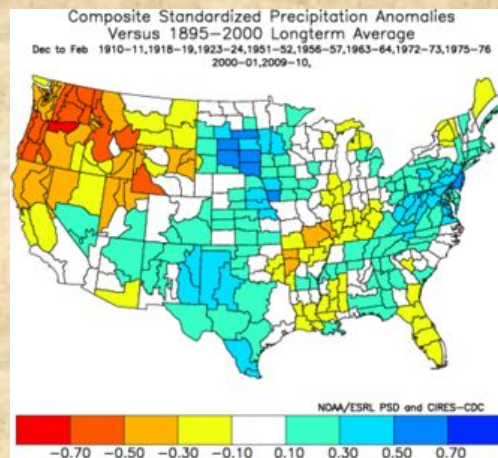 Composite Standardized Precipitation Anomalies
Versus 1895-2000 Longterm Average
Dec to Feb 1910-11,1918-19,1923-24,1951-52,1956-57,1963-64,1972-73,1975-76
2000-01,2009-10,
NOAA/ESRL PSD and CIRES-CDC
-0.70 -0.50 -0.30 -0.10 0.10 0.30 0.50 0.70